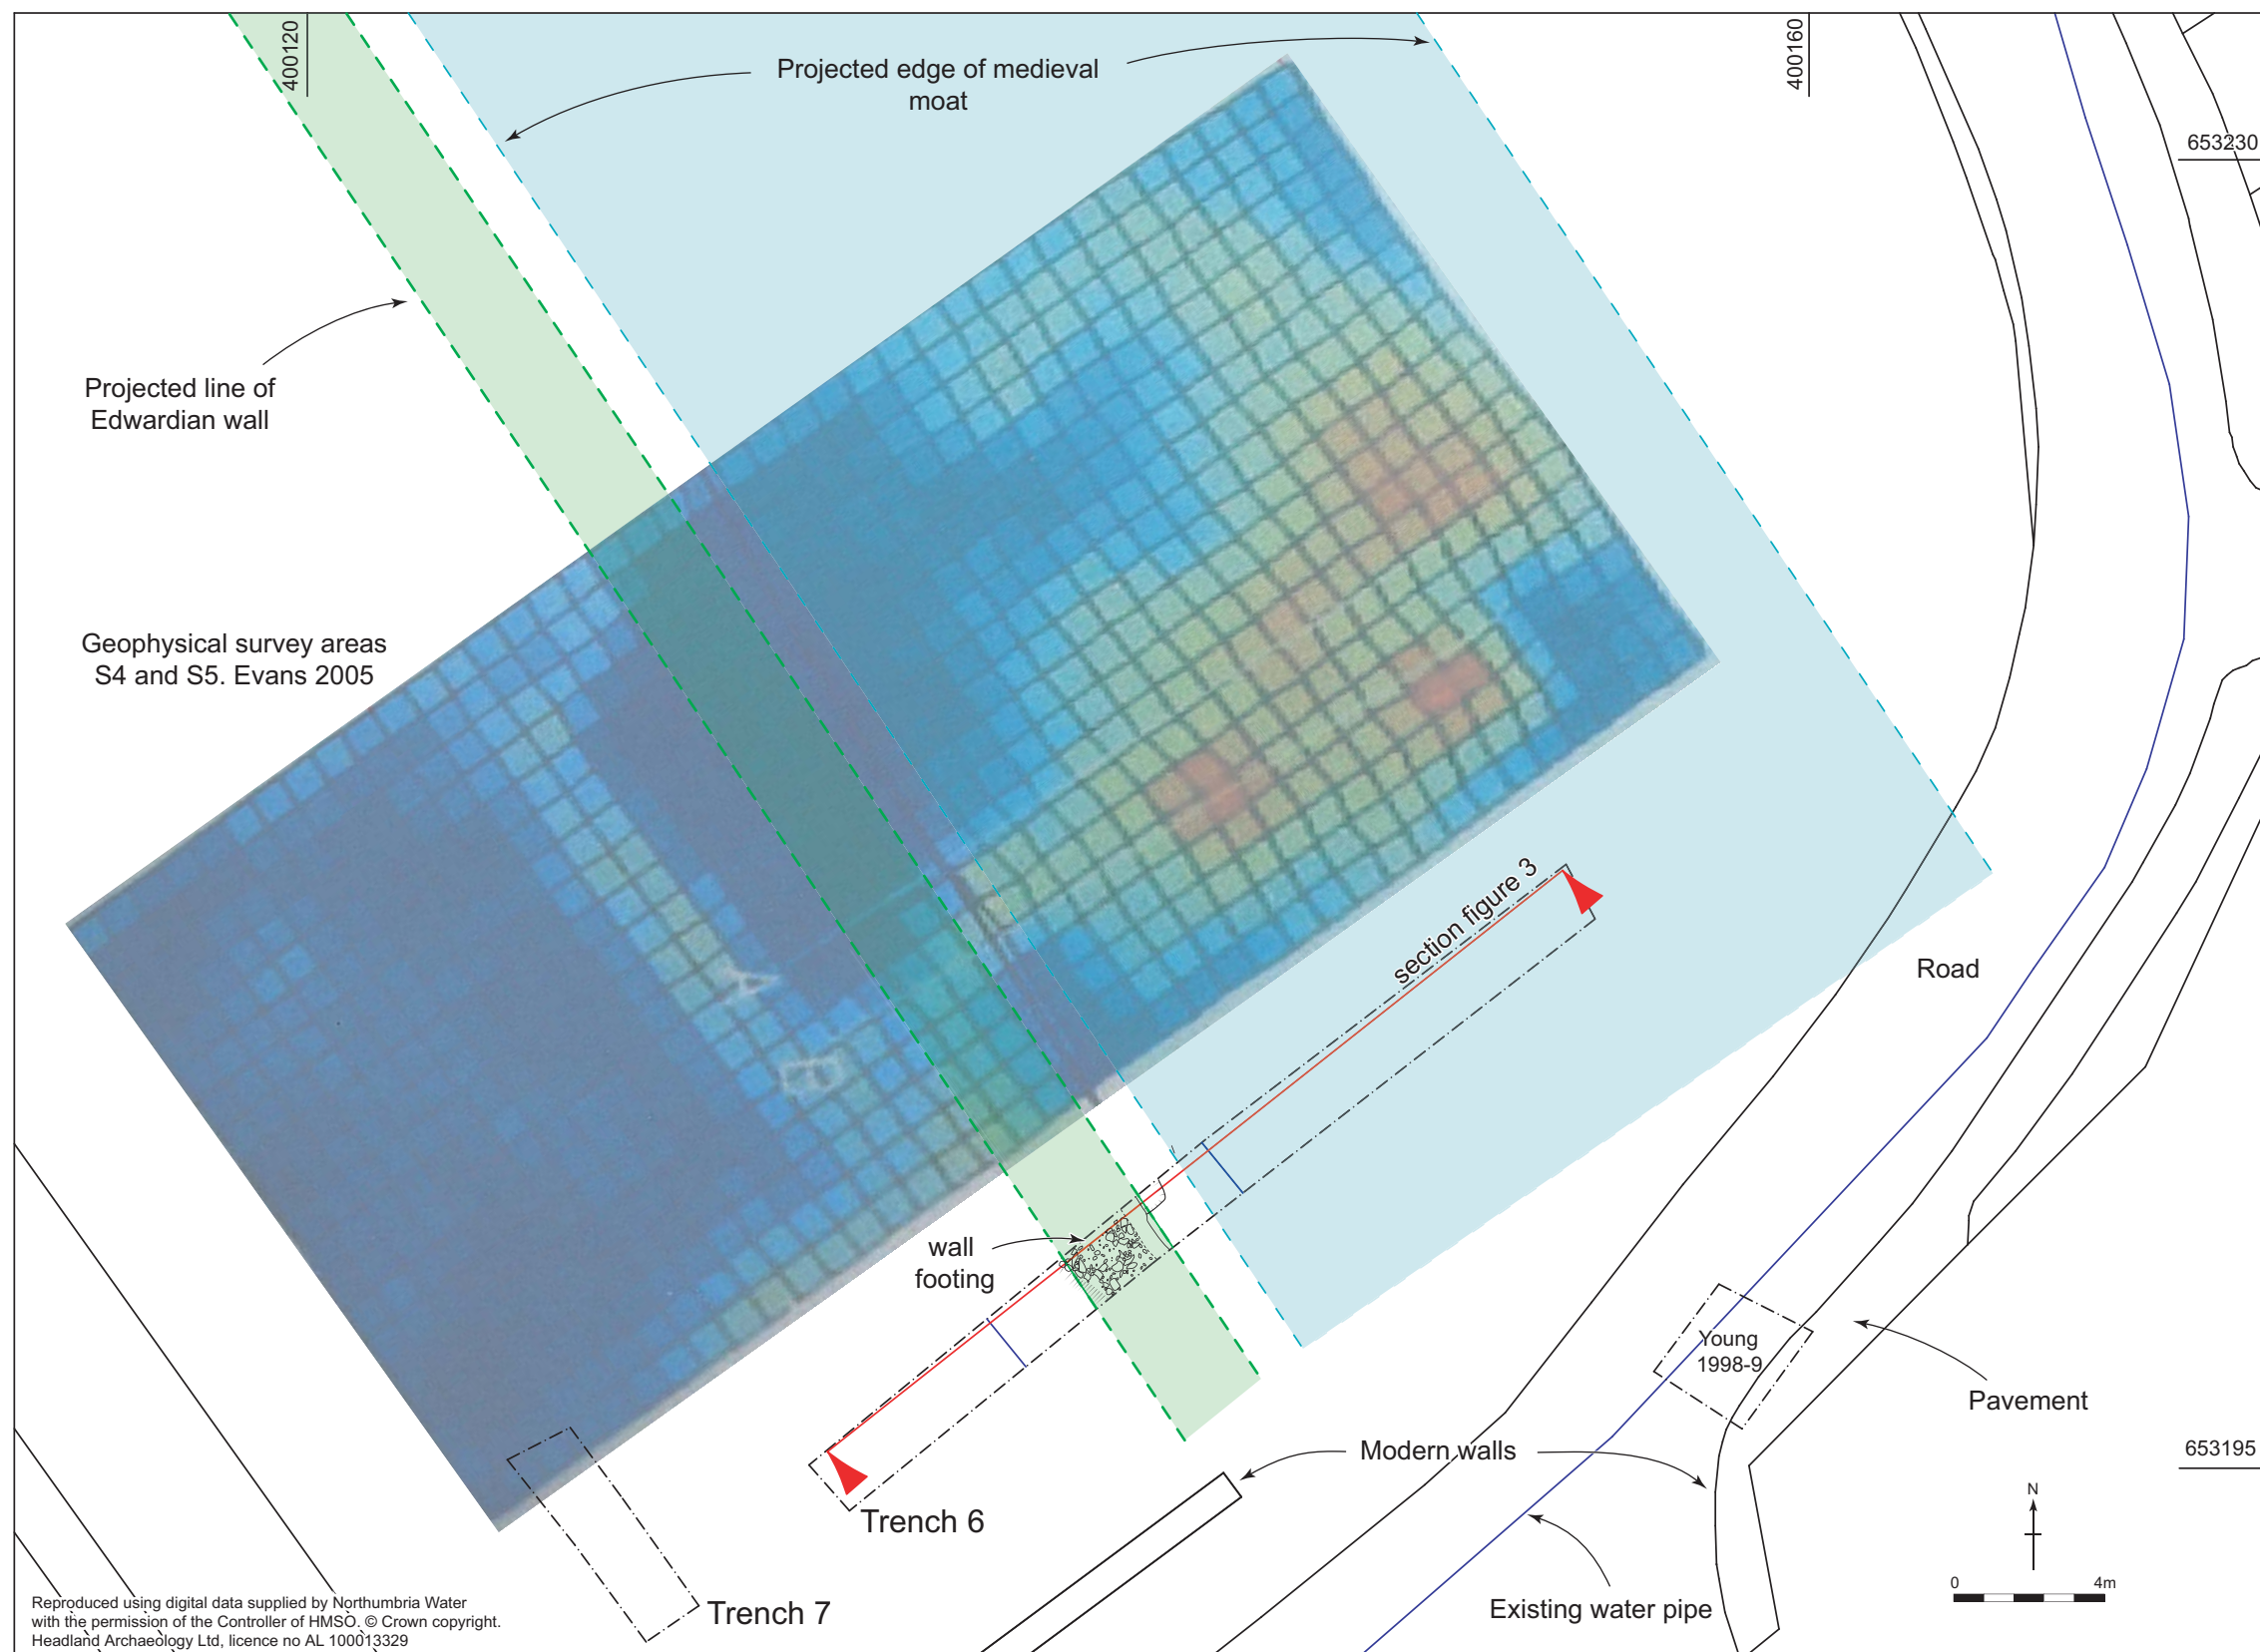 400120
400160
Projected edge of medieval
moat
653230
Projected line of
Edwardian wall
Geophysical survey areas
S4 and S5. Evans 2005
section figure 3
Road
wall
footing
Young
1998-9
Pavement
Modern walls
653195
Trench 6
N
0 4m
Existing water pipe
Trench 7
Reproduced using digital data supplied by Northumbria Water
with the permission of the Controller of HMSO. © Crown copyright.
Headland Archaeology Ltd, licence no AL 100013329